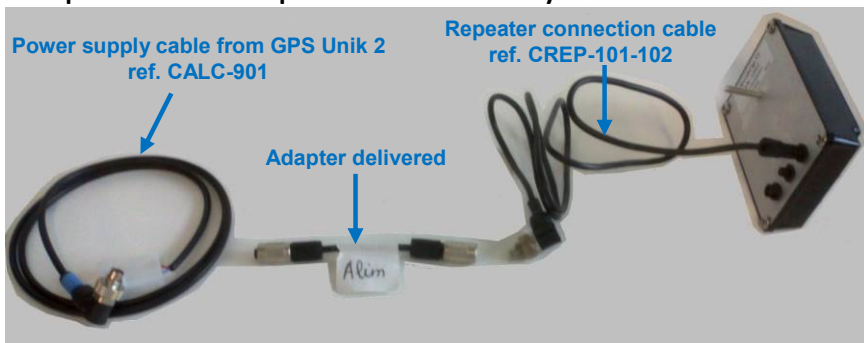 Power supply cable from GPS Unik 2
ref. CALC-901
Repeater connection cable
ref. CREP-101-102
Adapter delivered
Alim